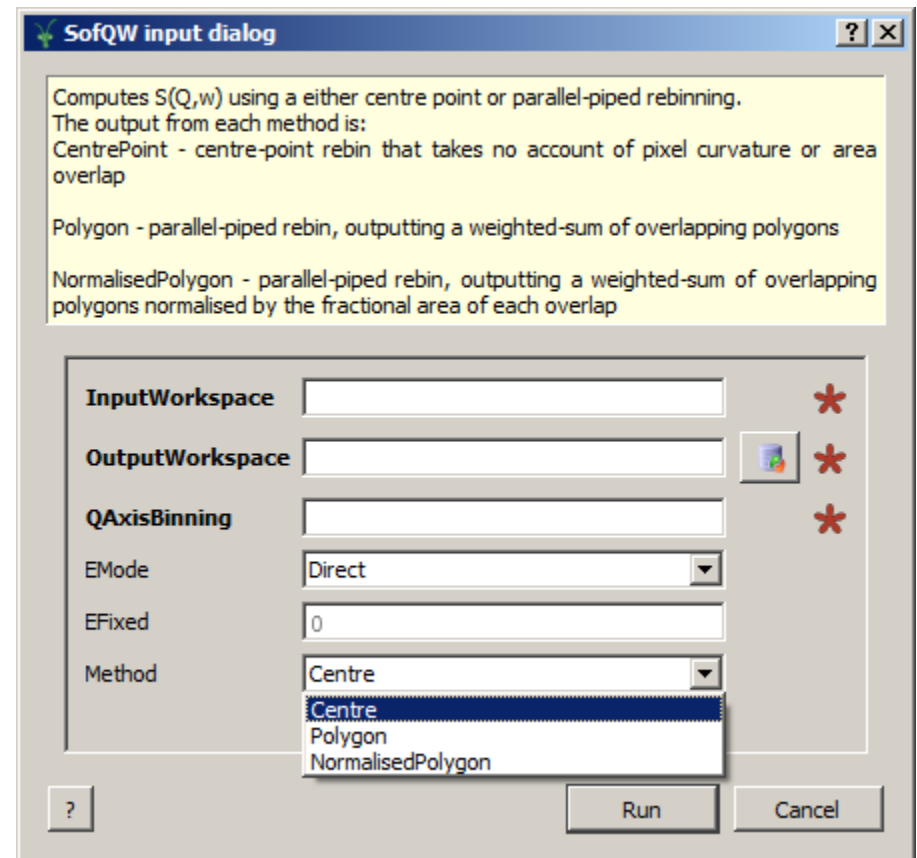 SofQW input dialog
Computes S(Q,w) using a either centre point or parallel-piped rebinning.
The output from each method is:
CentrePoint - centre-point rebin that takes no account of pixel curvature or area
overlap
Polygon - parallel-piped rebin, outputting a weighted-sum of overlapping polygons
NormalisedPolygon - parallel-piped rebin, outputting a weighted-sum of overlapping
polygons normalised by the fractional area of each overlap
InputWorkspace
OutputWorkspace
QAxisBinning
EMode Direct
EFixed 0
Method Centre
Centre
Polygon
NormalisedPolygon
? Run Cancel